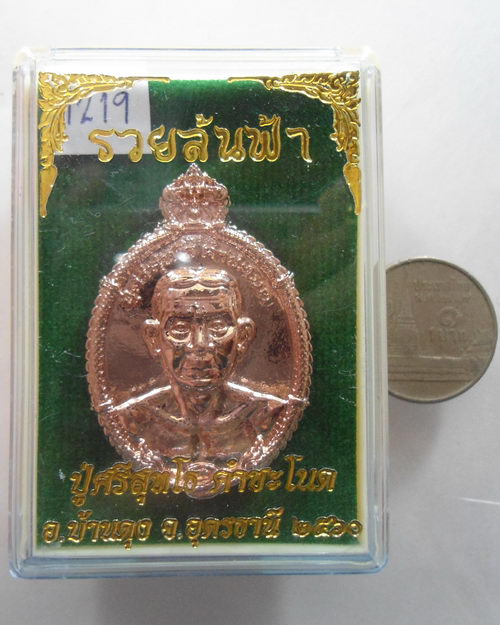 1219
รวยล้นฟ้า
ปู่ศรีสุทโธ คำชะโนด
อ.บ้านดุง จ.อุดรธานี ๒๕๖๐